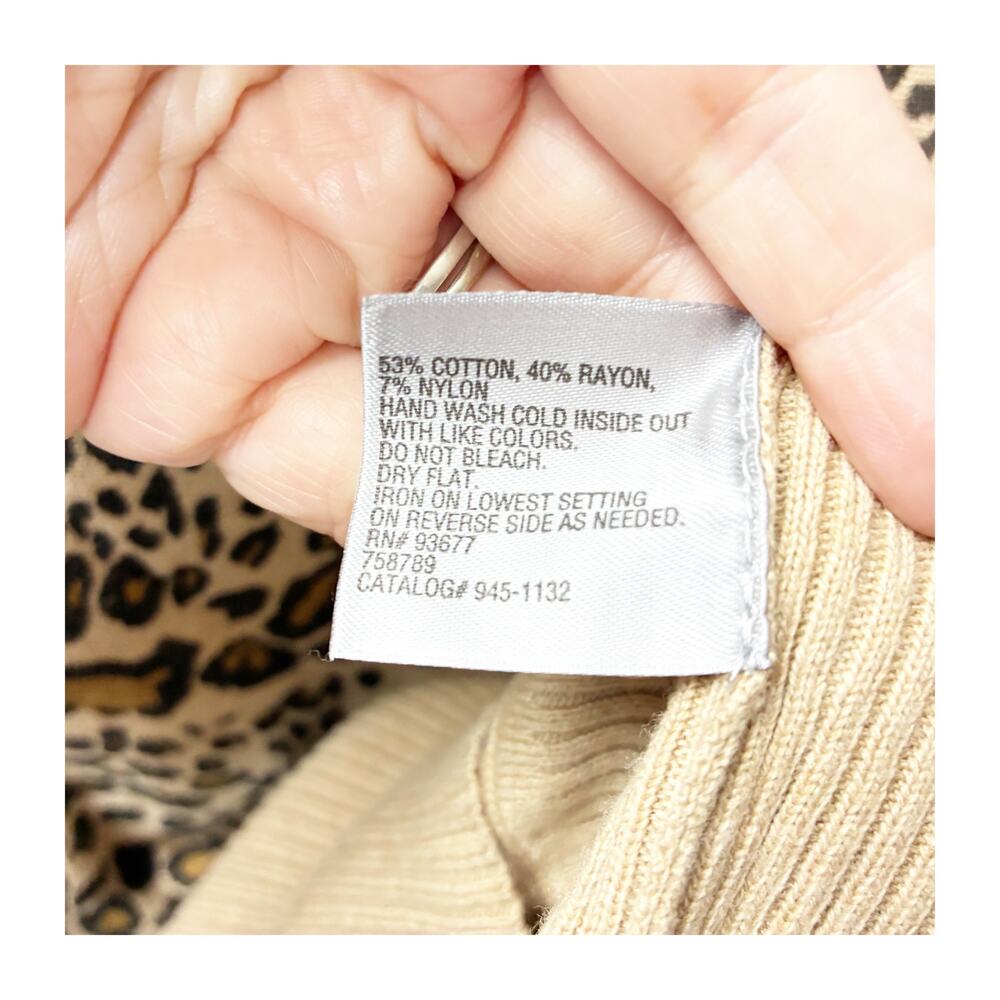 53% COTTON, 40% RAYON,
7% NYLON
HAND WASH COLD INSIDE OUT
WITH LIKE COLORS.
DO NOT BLEACH.
DRY FLAT.
IRON ON LOWEST SETTING
ON REVERSE SIDE AS NEEDED.
RN# 93677
758789
CATALOG# 945-1132